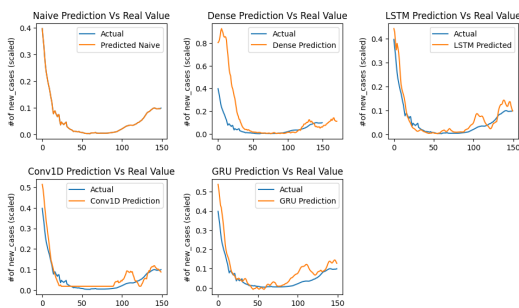 Naive Prediction Vs Real Value
#of new_cases (scaled)
0.4
0.3
0.2
0.1
0.0
0
50
100
150
Actual
Predicted Naive
Dense Prediction Vs Real Value
#of new_cases (scaled)
0.8
0.6
0.4
0.2
0.0
0
50
100
150
Actual
Dense Prediction
LSTM Prediction Vs Real Value
#of new_cases (scaled)
0.4
0.3
0.2
0.1
0.0
0
50
100
150
Actual
LSTM Predicted
Conv1D Prediction Vs Real Value
#of new_cases (scaled)
0.5
0.4
0.3
0.2
0.1
0.0
0
50
100
150
Actual
Conv1D Prediction
GRU Prediction Vs Real Value
#of new_cases (scaled)
0.5
0.4
0.3
0.2
0.1
0.0
0
50
100
150
Actual
GRU Prediction